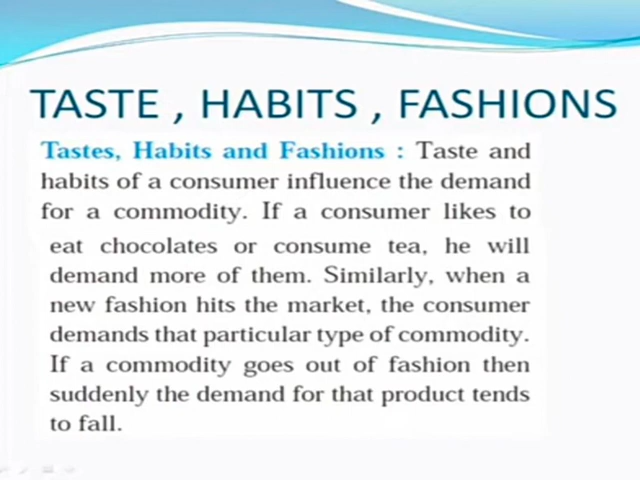 TASTE , HABITS , FASHIONS
Tastes, Habits and Fashions : Taste and
habits of a consumer influence the demand
for a commodity. If a consumer likes to
eat chocolates or consume tea, he will
demand more of them. Similarly, when a
new fashion hits the market, the consumer
demands that particular type of commodity.
If a commodity goes out of fashion then
suddenly the demand for that product tends
to fall.